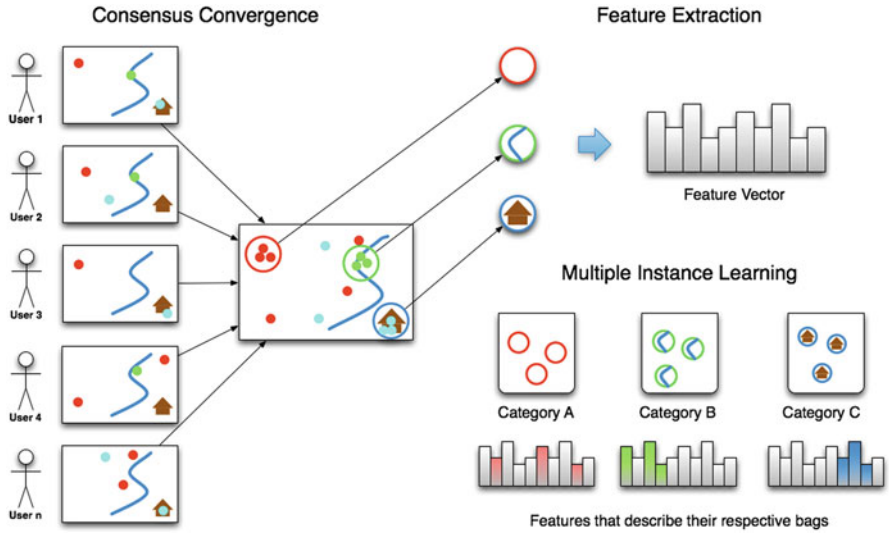 Consensus Convergence
User 1
User 2
User 3
User 4
User n
Feature Extraction
Feature Vector
Multiple Instance Learning
Category A
Category B
Category C
Features that describe their respective bags